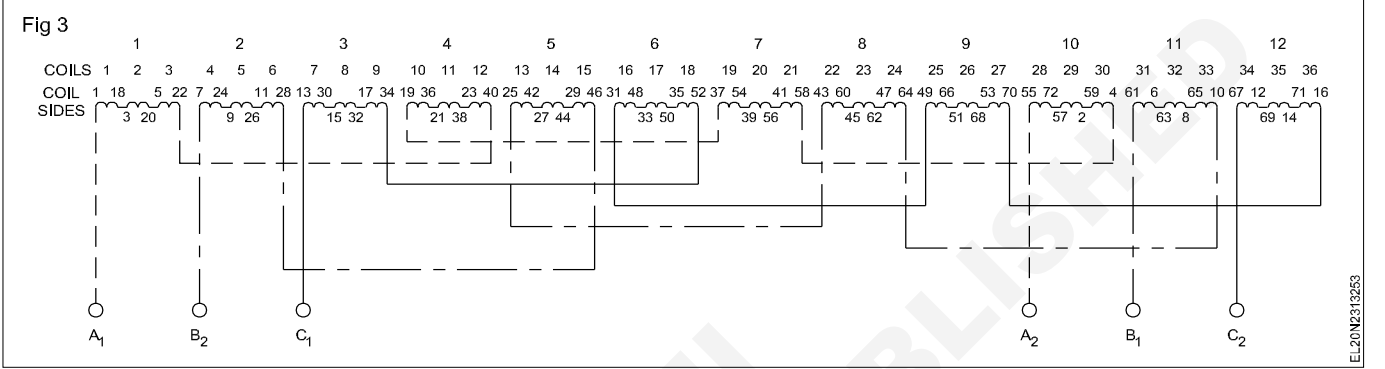 Fig 3
1 2 3 4 5 6 7 8 9 10 11 12
COILS 1 2 3 4 5 6 7 8 9 10 11 12 13 14 15 16 17 18 19 20 21 22 23 24 25 26 27 28 29 30 31 32 33 34 35 36
COIL 1 18 5 22 7 24 11 28 13 30 17 34 19 36 23 40 25 42 29 46 31 48 35 52 37 54 41 58 43 60 47 64 49 66 53 70 55 72 59 4 61 6 65 10 67 12 71 16
SIDES 3 20 9 26 15 32 21 38 27 44 33 50 39 56 45 62 51 68 57 2 63 8 69 14
A1 B2 C1 A2 B1 C2
EL20N2313253